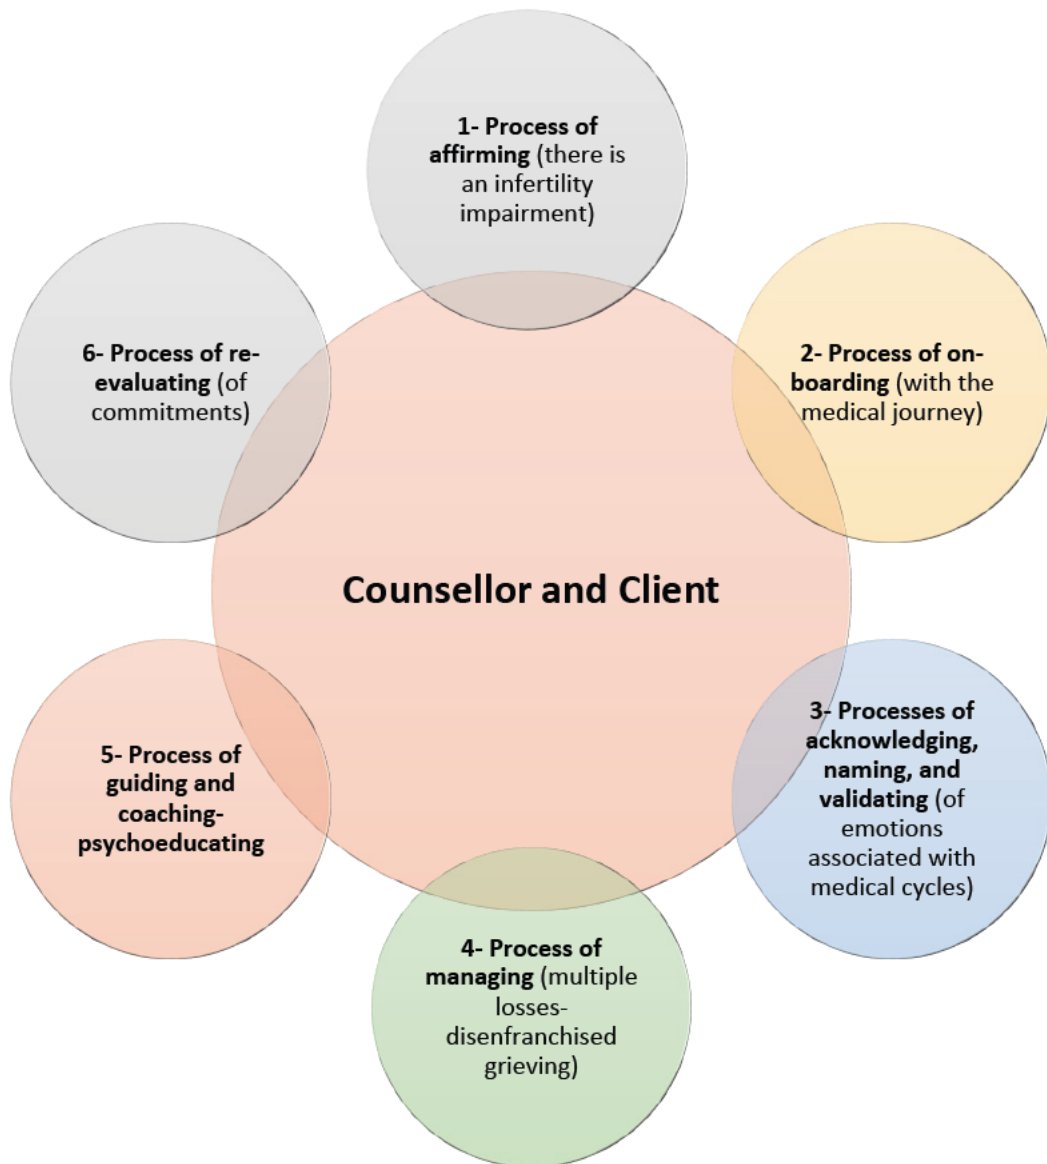 1- Process of
affirming (there is
an infertility
impairment)
2- Process of on-
boarding (with the
medical journey)
3- Processes of
acknowledging,
naming, and
validating (of
emotions
associated with
medical cycles)
4- Process of
managing (multiple
losses-
disenfranchised
grieving)
5- Process of
guiding and
coaching-
psychoeducating
6- Process of re-
evaluating (of
commitments)
Counsellor and Client